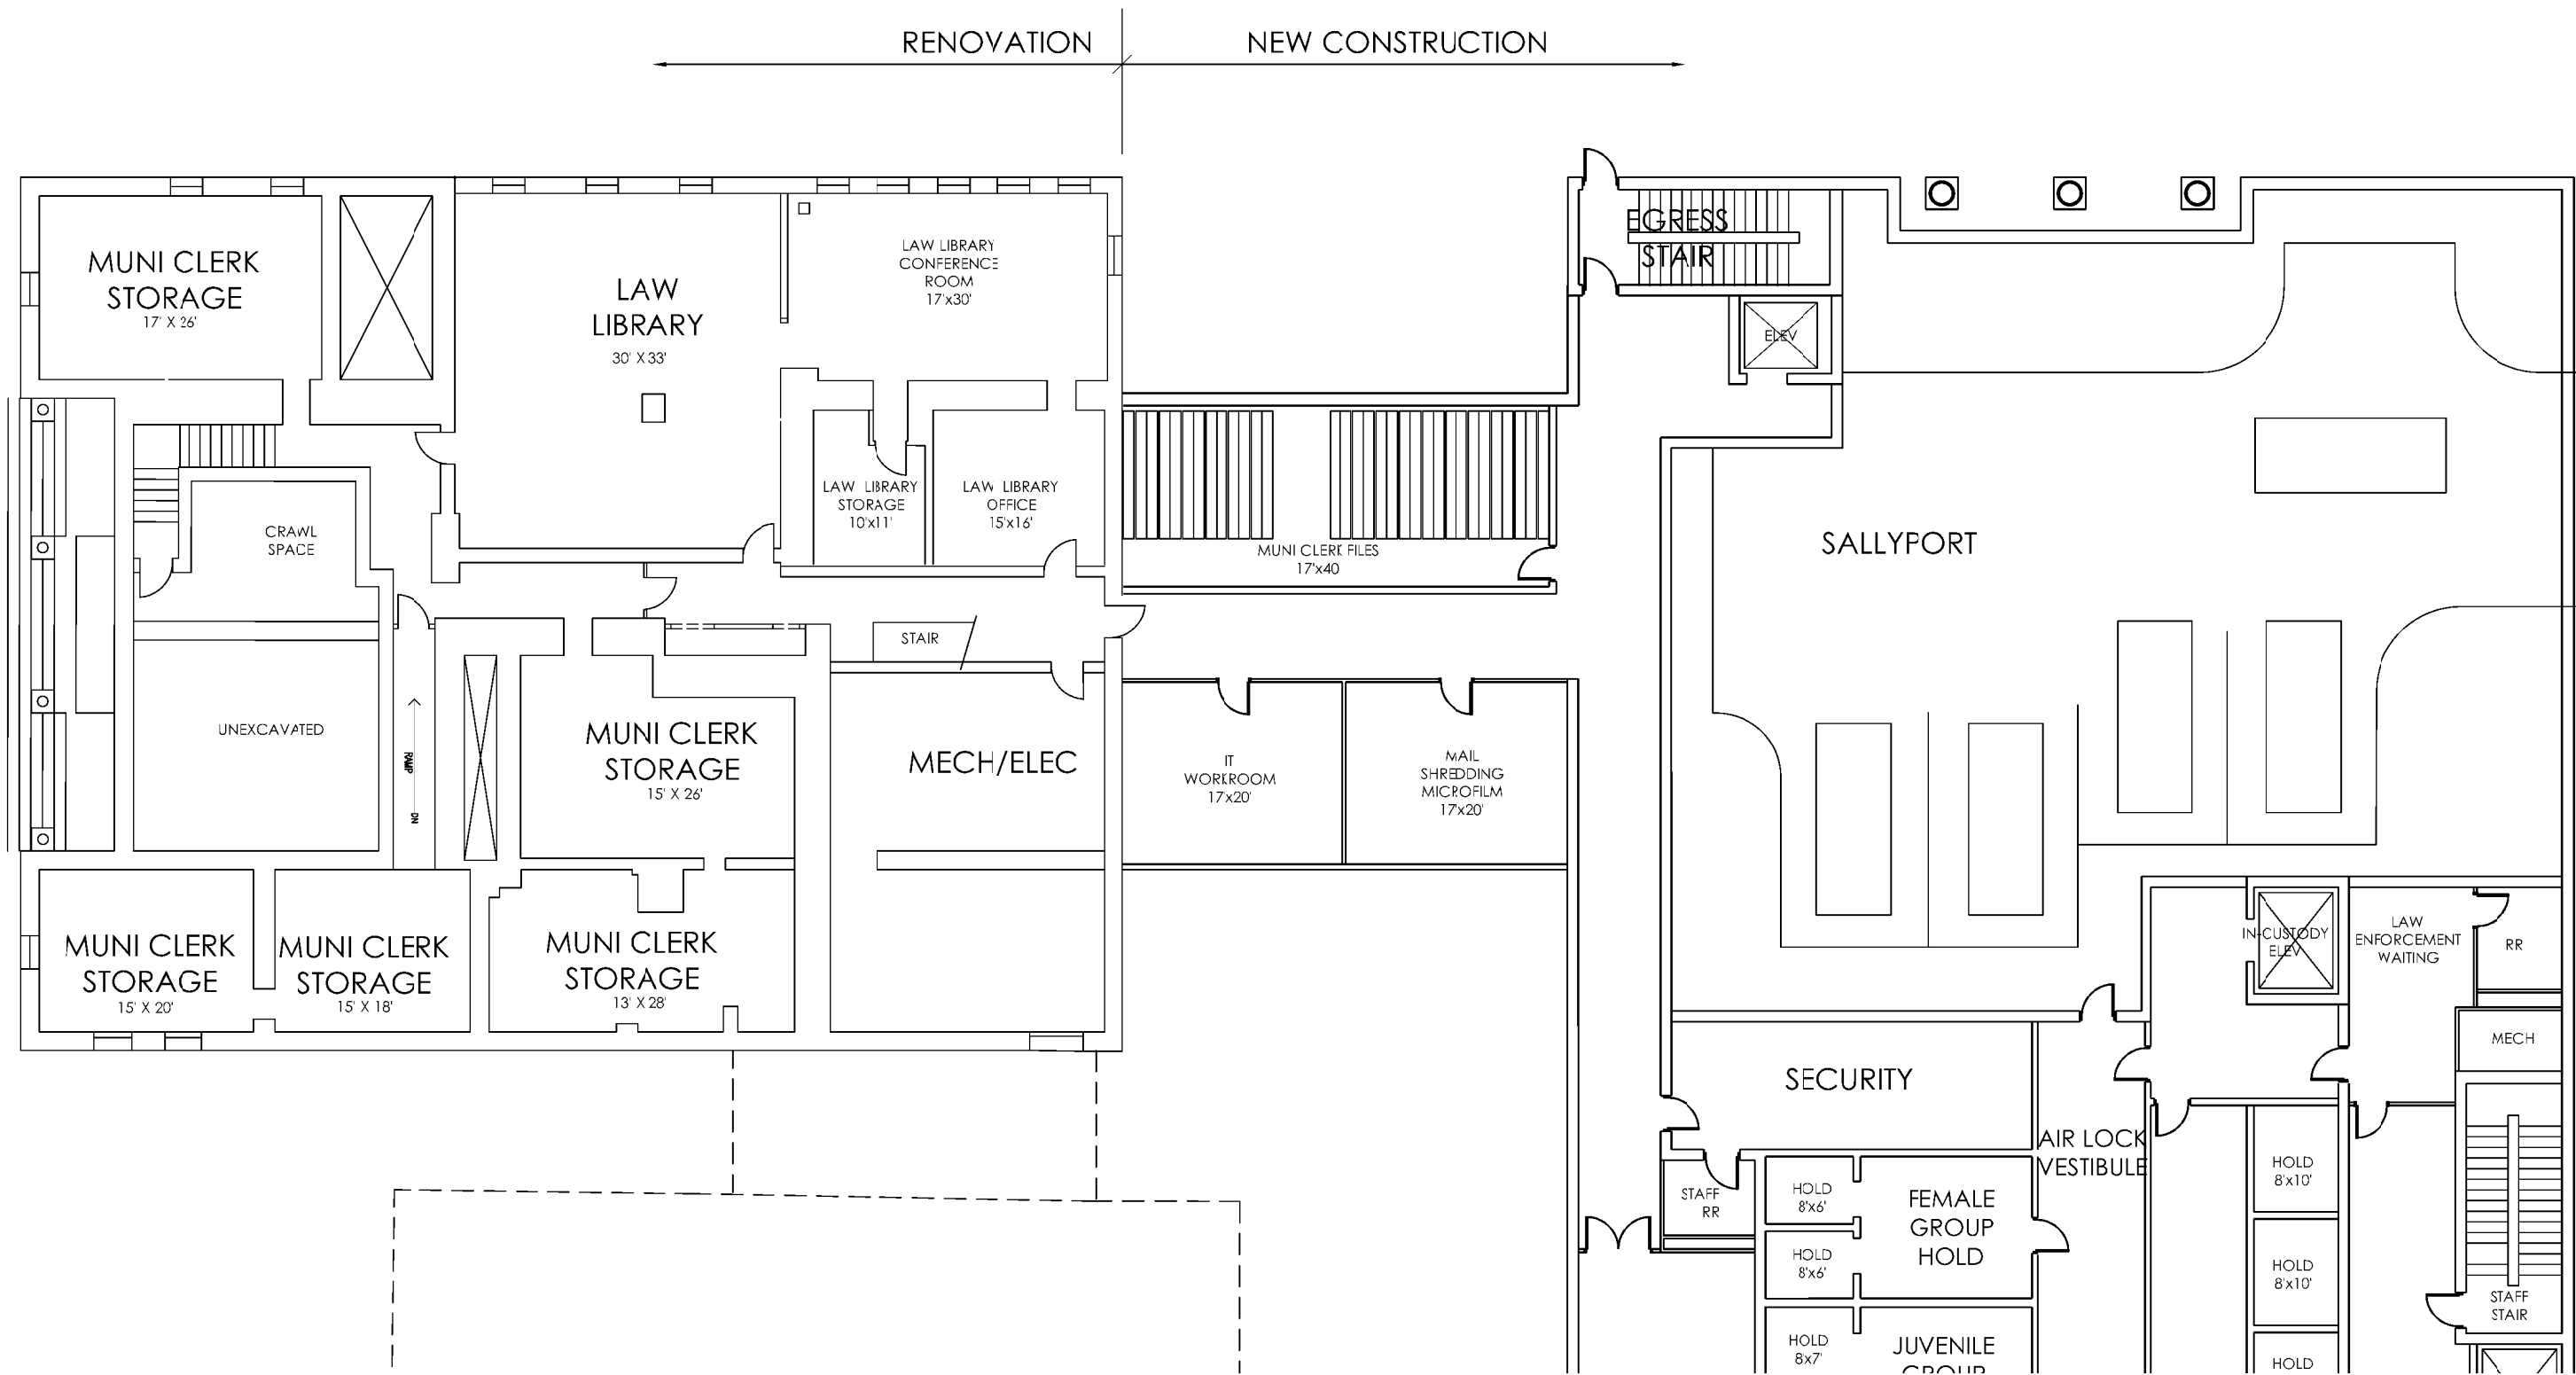 RENOVATION
NEW CONSTRUCTION
MUNI CLERK
STORAGE
17' X 26'
LAW
LIBRARY
30' X 33'
LAW LIBRARY
CONFERENCE
ROOM
17'x30'
EGRESS
STAIR
ELEV
CRAWL
SPACE
LAW LIBRARY
STORAGE
10'x11'
LAW LIBRARY
OFFICE
15'x16'
MUNI CLERK FILES
17'x40
SALLYPORT
STAIR
UNEXCAVATED
RAMP
DN
MUNI CLERK
STORAGE
15' X 26'
MECH/ELEC
IT
WORKROOM
17'x20'
MAIL
SHREDDING
MICROFILM
17'x20'
MUNI CLERK
STORAGE
15' X 20'
MUNI CLERK
STORAGE
15' X 18'
MUNI CLERK
STORAGE
13' X 28'
IN-CUSTODY
ELEV
LAW
ENFORCEMENT
WAITING
RR
MECH
SECURITY
AIR LOCK
VESTIBULE
STAFF
RR
HOLD
8'x6'
HOLD
8'x6'
FEMALE
GROUP
HOLD
HOLD
8'x10'
HOLD
8'x10'
STAFF
STAIR
HOLD
8'x7'
JUVENILE
GROUP
HOLD